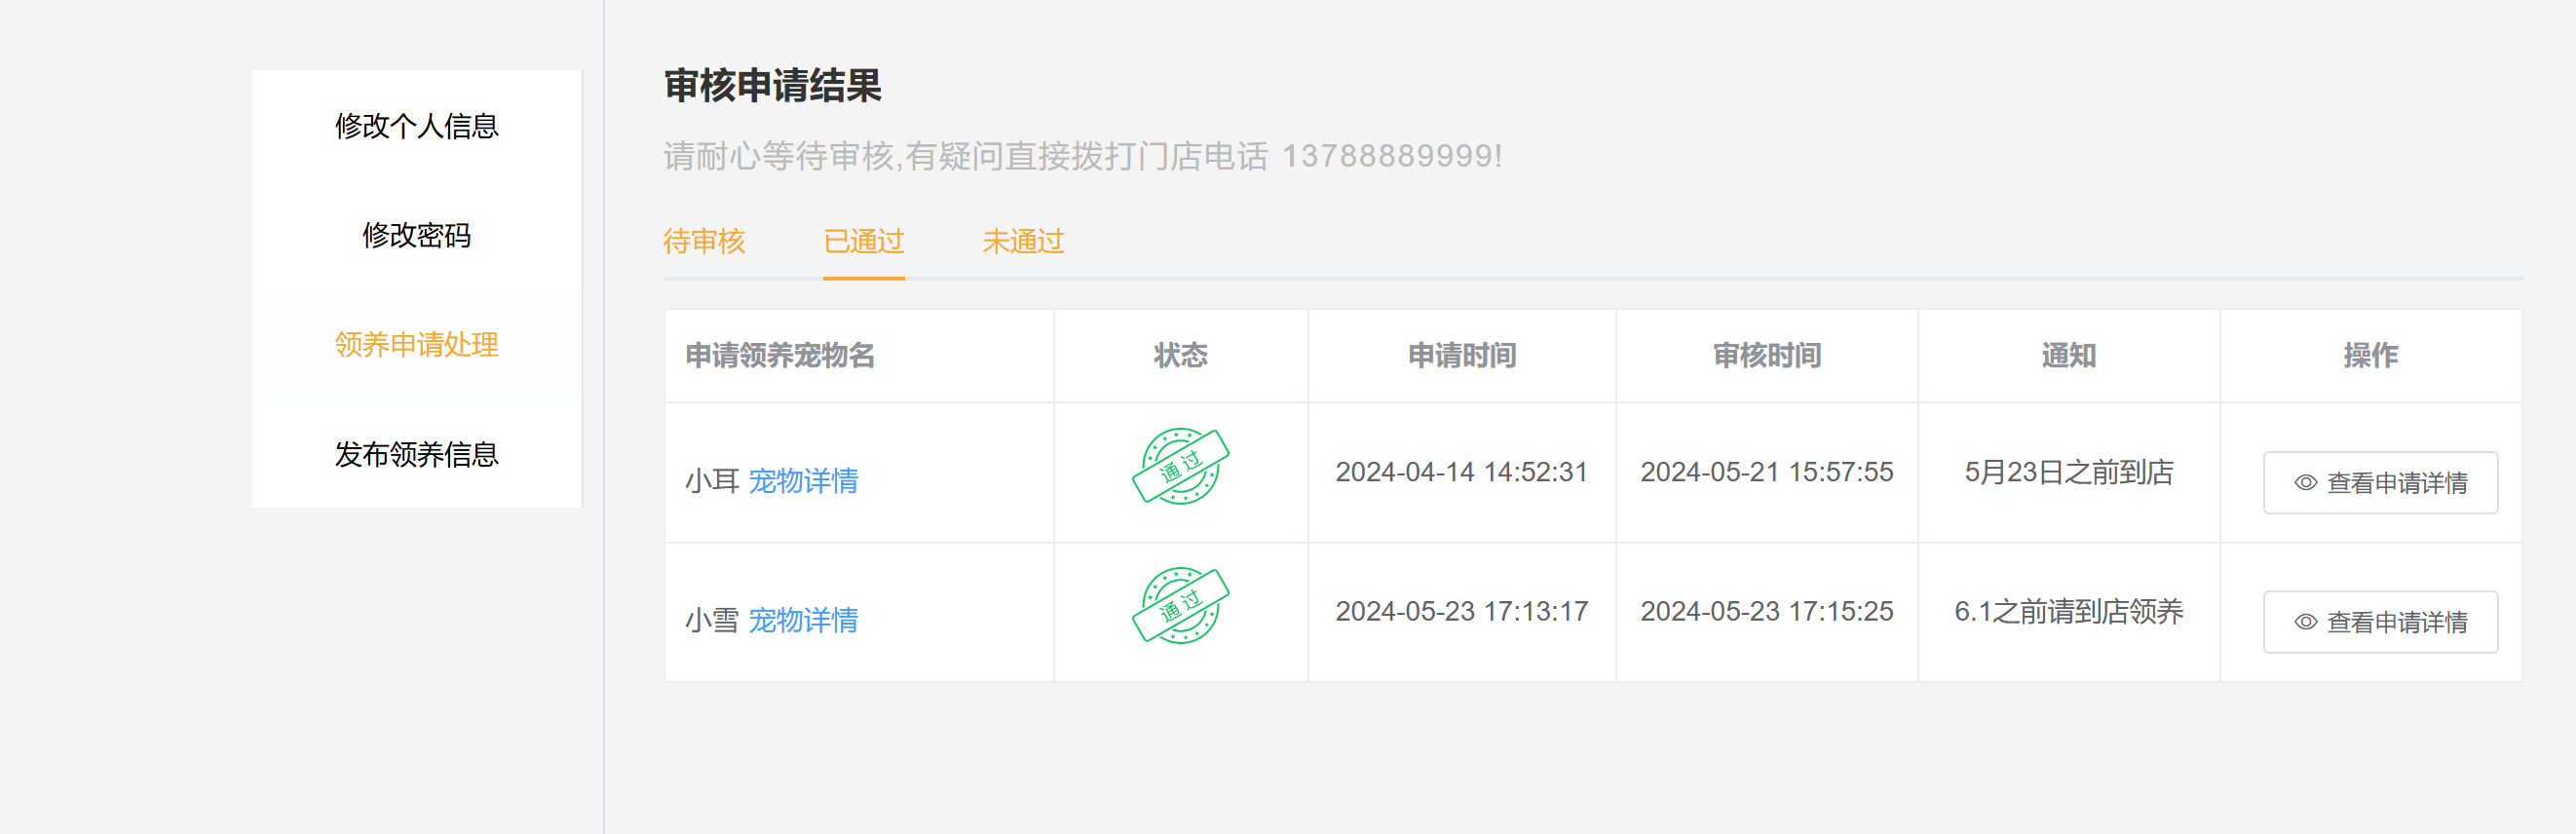 修改个人信息
修改密码
领养申请处理
发布领养信息
审核申请结果
请耐心等待审核,有疑问直接拨打门店电话 13788889999!
待审核 已通过 未通过
申请领养宠物名 状态 申请时间 审核时间 通知 操作
小耳 宠物详情 通过 2024-04-14 14:52:31 2024-05-21 15:57:55 5月23日之前到店 查看申请详情
小雪 宠物详情 通过 2024-05-23 17:13:17 2024-05-23 17:15:25 6.1之前请到店领养 查看申请详情